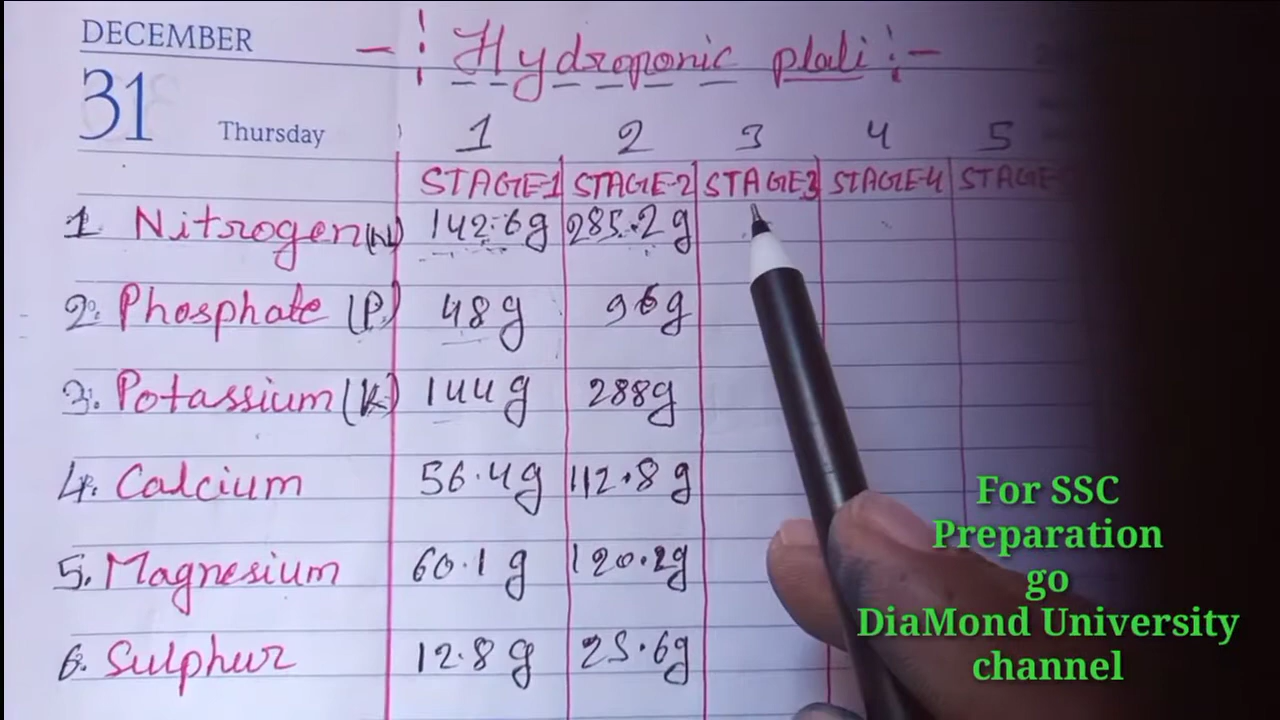 DECEMBER
31 Thursday
-: Hydroponic plali :-
1 2 3 4 5
STAGE-1 STAGE-2 STAGE3 STAGE-4 STAGE
1 Nitrogen(N) 142.6g 285.2g
2. Phosphate (P) 48g 96g
3. Potassium (K) 144g 288g
4. Calcium 56.4g 112.8g
5. Magnesium 60.1g 120.2g
6. Sulphur 12.8g 25.6g
For SSC
Preparation
go
DiaMond University
channel